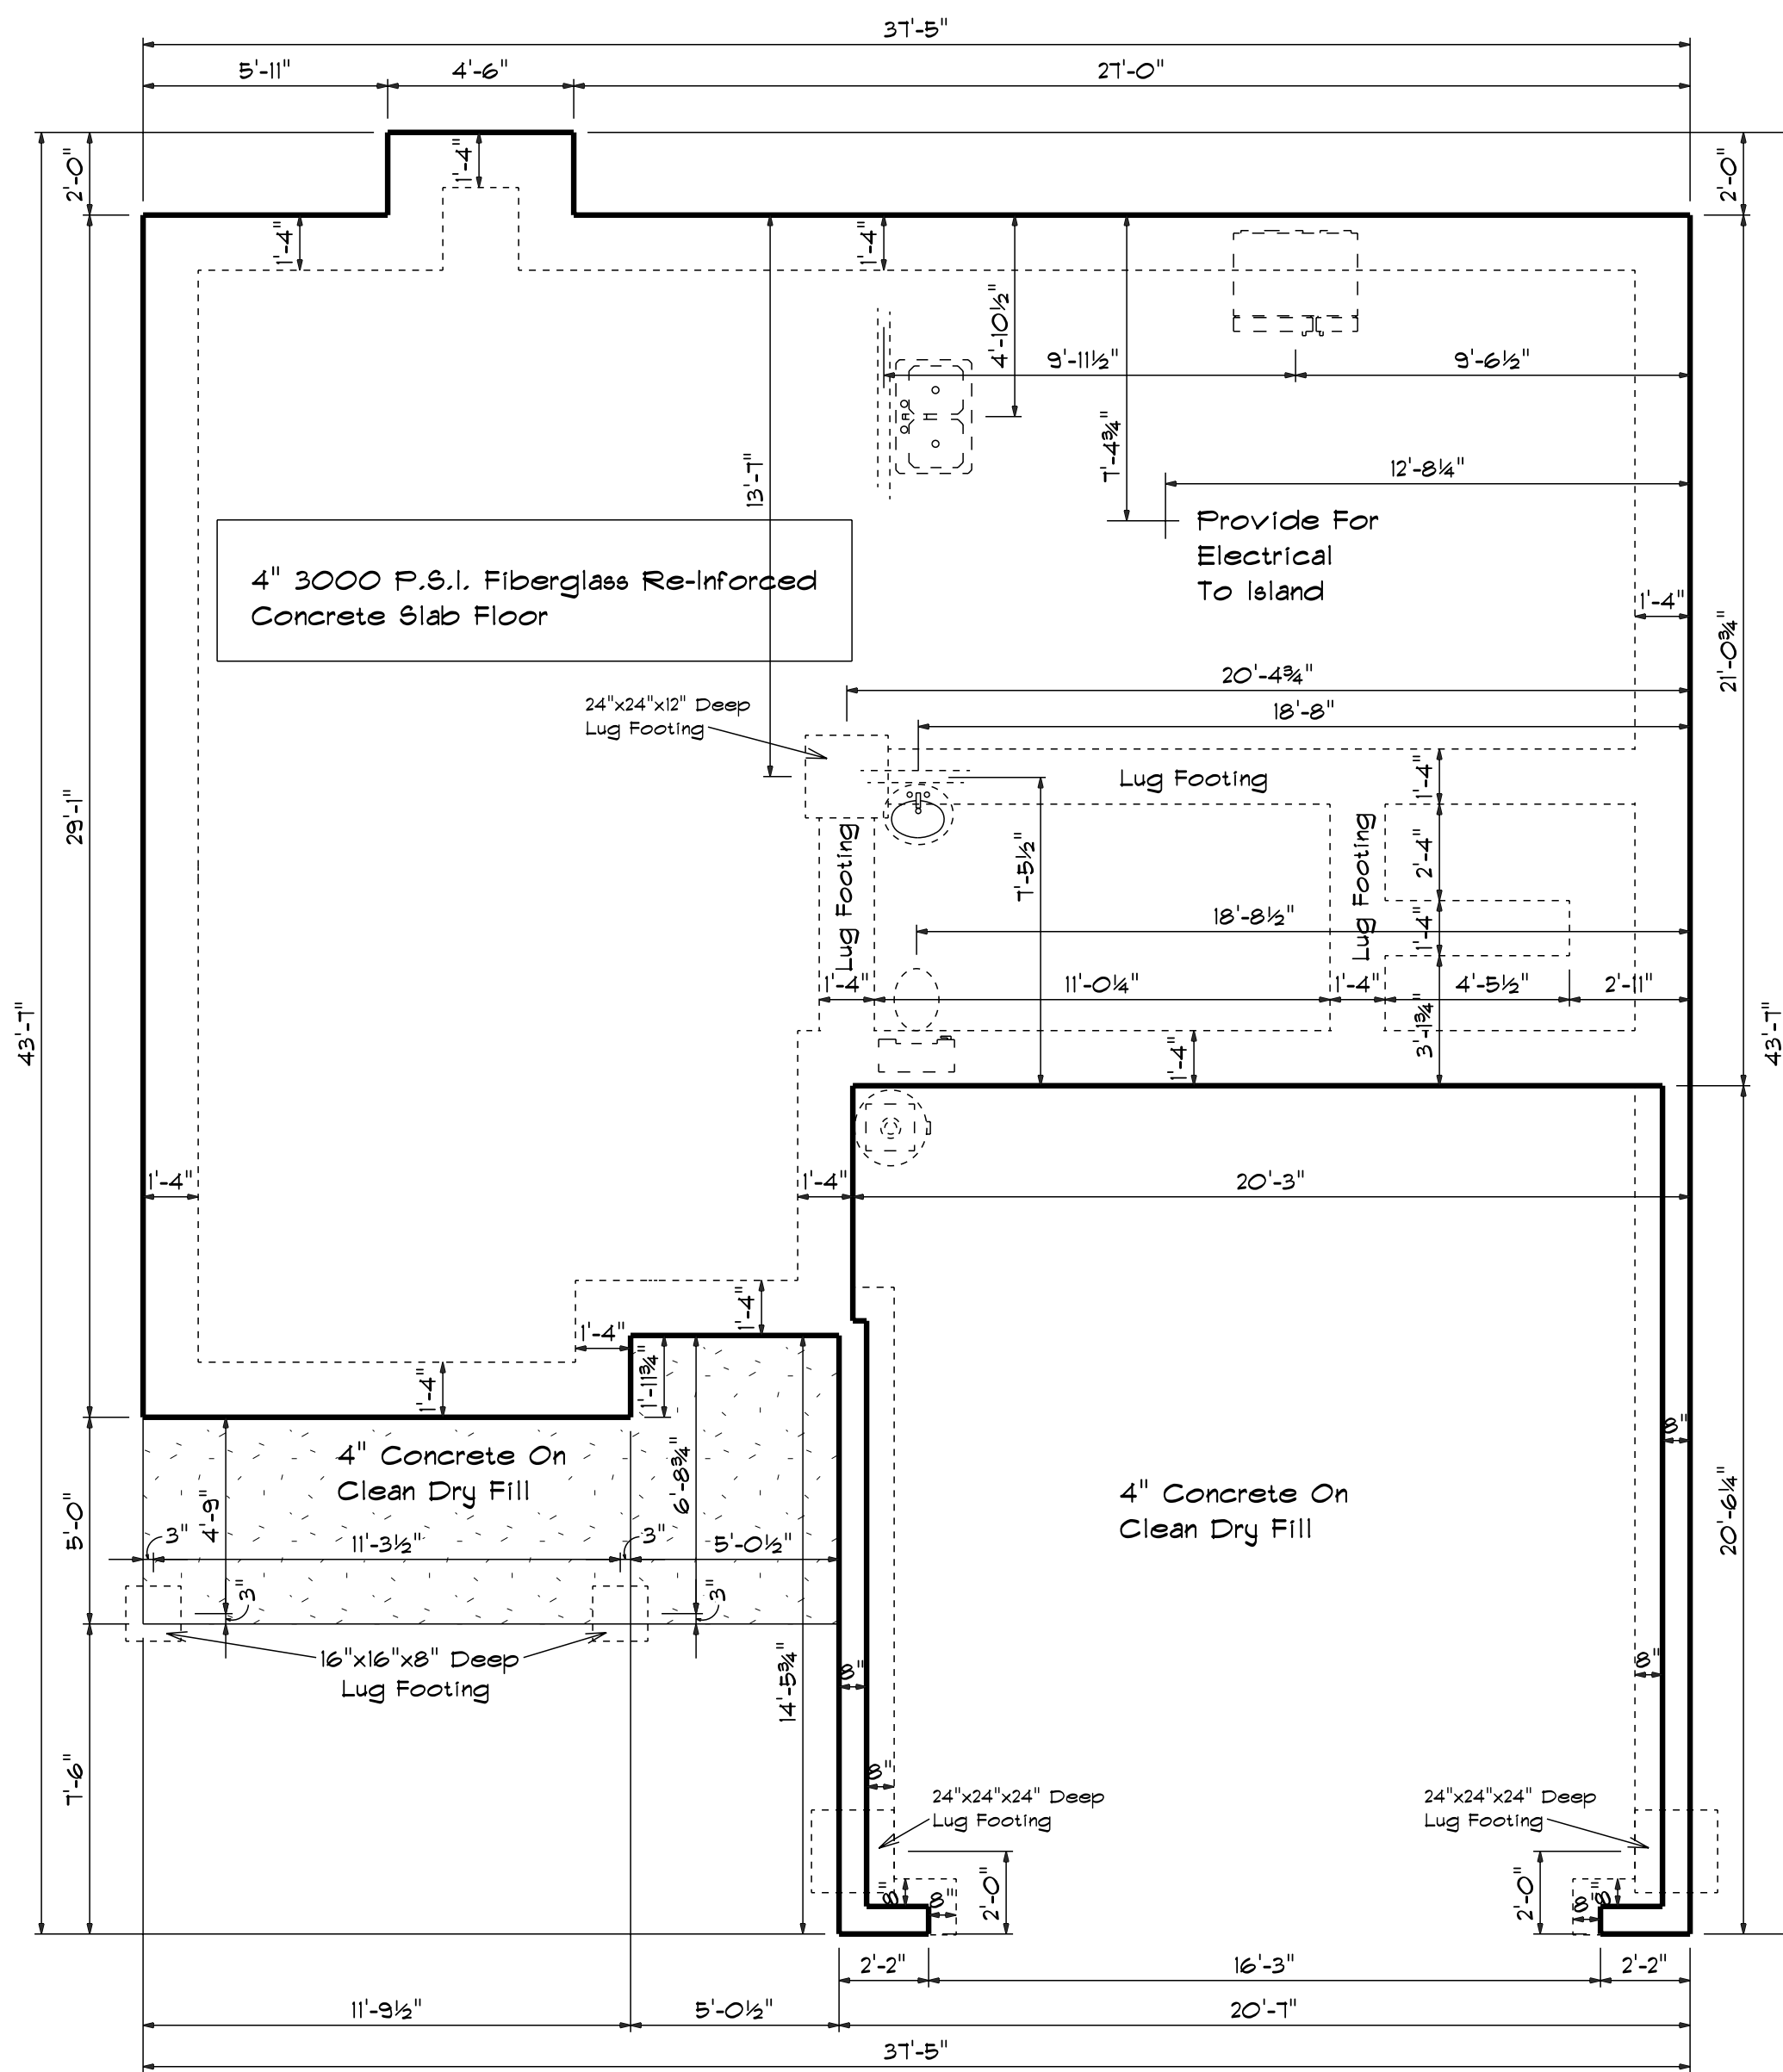 37'-5"
5'-11" 4'-6" 27'-0"
2'-0" 1'-4" 2'-0"
1'-4" 1'-4"
4'-10½"
9'-11½" 9'-6½"
7'-4¾"
12'-8¼"
13'-7"
Provide For
Electrical
To Island
4" 3000 P.S.I. Fiberglass Re-Inforced
Concrete Slab Floor
1'-4"
21'-0¾"
20'-4¾"
24"x24"x12" Deep
Lug Footing
18'-8"
Lug Footing
1'-4"
29'-1"
Lug Footing
7'-5½"
Lug Footing
2'-4"
18'-8½"
1'-4"
1'-4" 11'-0¼" 1'-4" 4'-5½" 2'-11"
3'-1¾"
43'-7" 43'-7"
1'-4"
1'-4" 1'-4" 20'-3"
1'-4"
1'-4"
1'-11¾"
1'-4"
8"
4" Concrete On
Clean Dry Fill
6'-8¾"
4" Concrete On
Clean Dry Fill
5'-0"
4'-9"
20'-6¼"
3" 11'-3½" 3" 5'-0½"
3" 3"
16"x16"x8" Deep
Lug Footing
14'-5¾"
8" 8"
7'-6"
8"
24"x24"x24" Deep
Lug Footing
24"x24"x24" Deep
Lug Footing
8" 8" 2'-0" 2'-0" 8" 8"
2'-2" 16'-3" 2'-2"
11'-9½" 5'-0½" 20'-7"
37'-5"